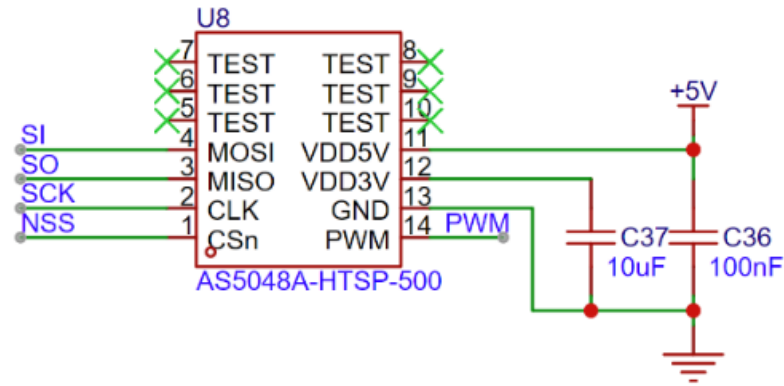 U8
7 TEST TEST 8
6 TEST TEST 9
5 TEST TEST 10
+5V
SI 4 MOSI VDD5V 11
SO 3 MISO VDD3V 12
SCK 2 CLK GND 13
NSS 1 CSn PWM 14 PWM
C37 C36
10uF 100nF
AS5048A-HTSP-500